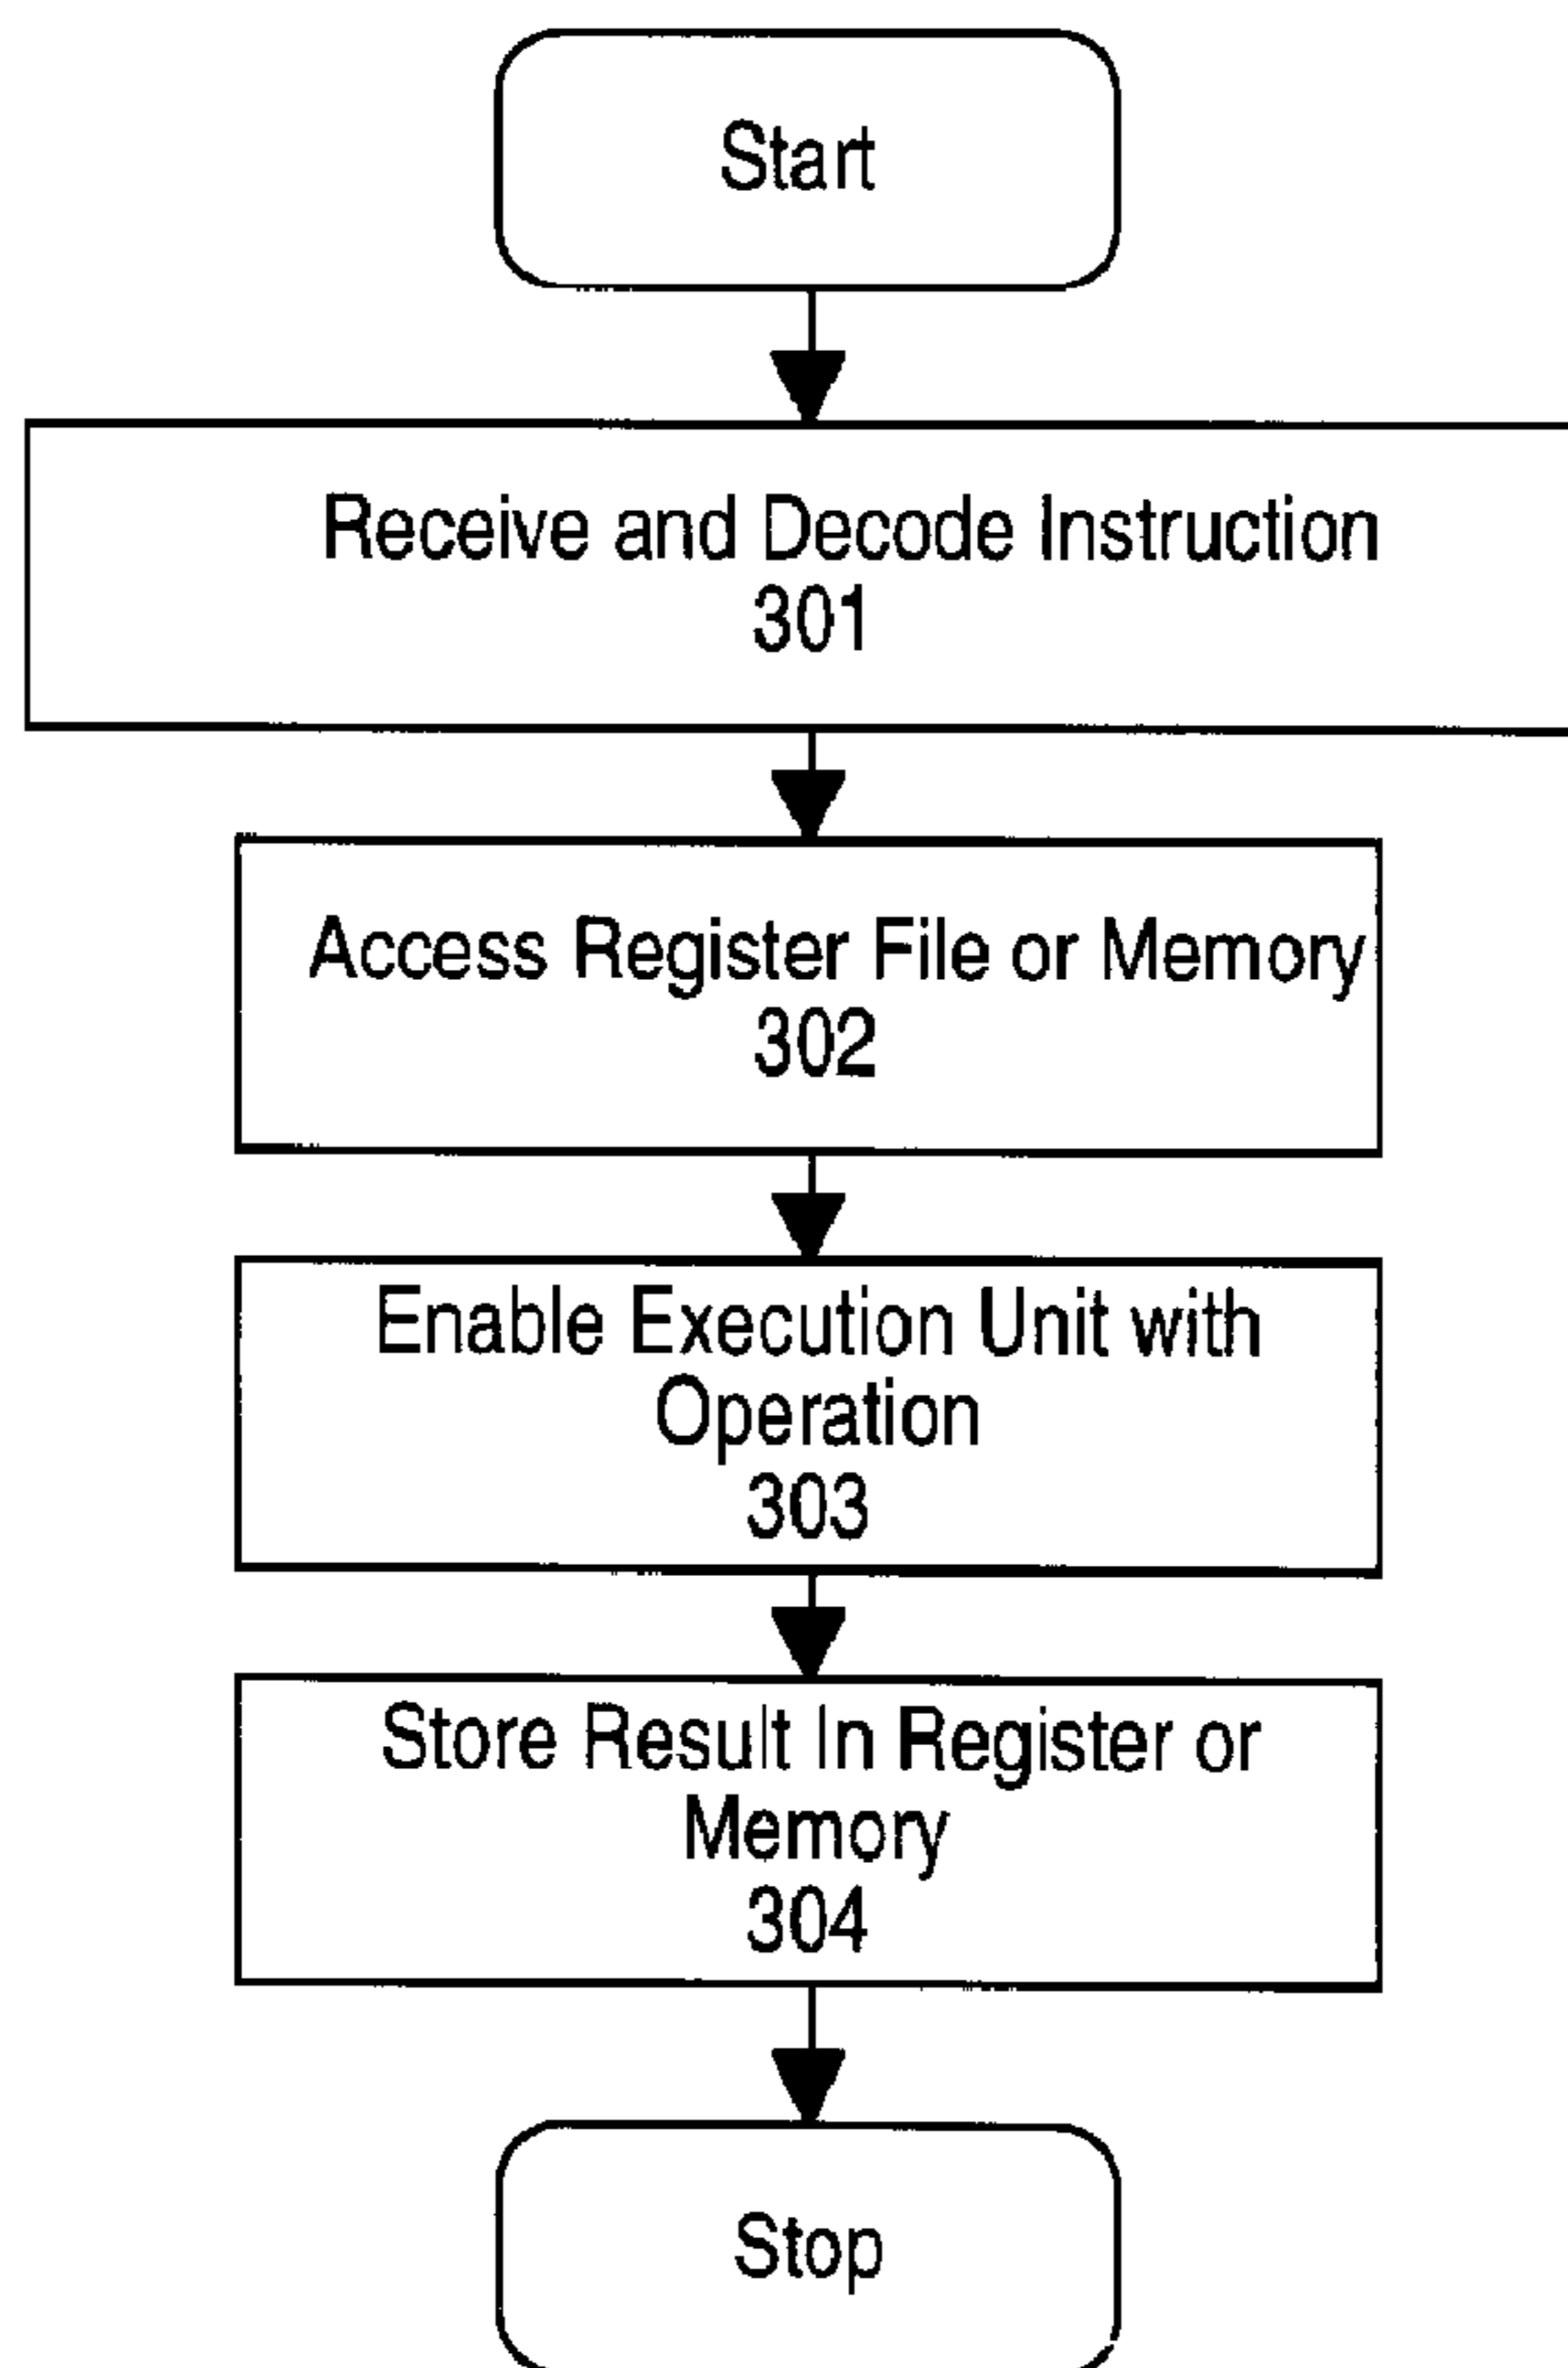 Start
Receive and Decode Instruction
301
Access Register File or Memory
302
Enable Execution Unit with
Operation
303
Store Result In Register or
Memory
304
Stop